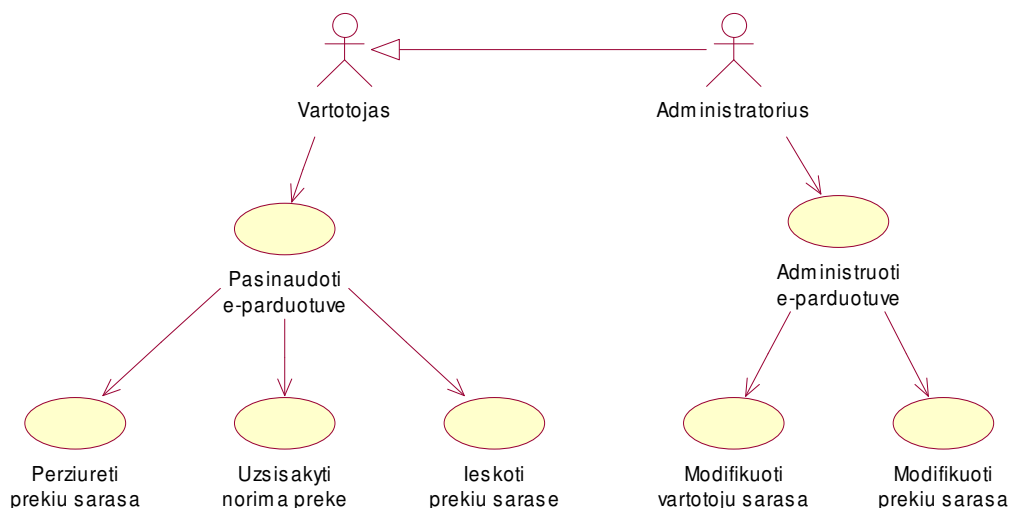 Vartotojas
Administratorius
Pasinaudoti
e-parduotuve
Administruoti
e-parduotuve
Perziureti
prekiu sarasa
Uzsisakyti
norima preke
Ieskoti
prekiu sarase
Modifikuoti
vartotoju sarasa
Modifikuoti
prekiu sarasa